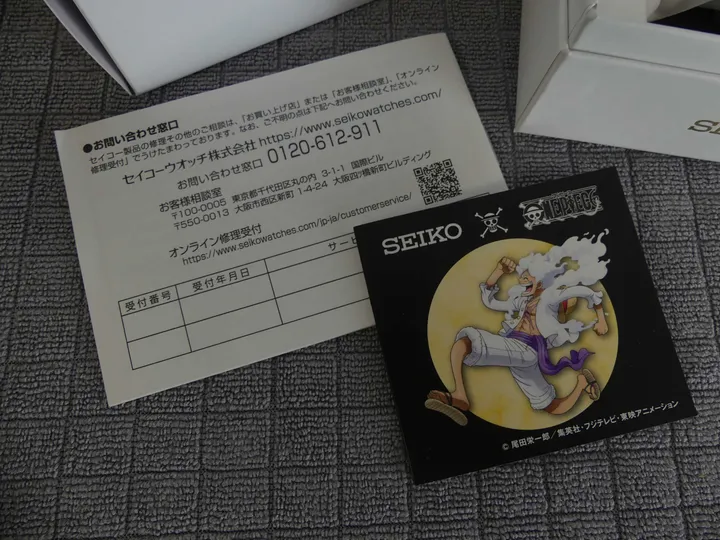 ●お問い合わせ窓口
セイコー製品の修理その他のご相談は、「お買い上げ店」または「お客様相談室」、「オンライン
修理受付」でうけたまわっております。なお、ご不明の点は下記へお問い合わせください。
セイコーウオッチ株式会社 https://www.seikowatches.com/
お問い合わせ窓口 0120-612-911
お客様相談室
〒100-0005 東京都千代田区丸の内 3-1-1 国際ビル
〒550-0013 大阪市西区新町 1-4-24 大阪四ツ橋新町ビルディング
オンライン修理受付
https://www.seikowatches.com/jp-ja/customerservice/
受付番号 受付年月日 サービ
SEIKO ONE PIECE
© 尾田栄一郎／集英社・フジテレビ・東映アニメーション